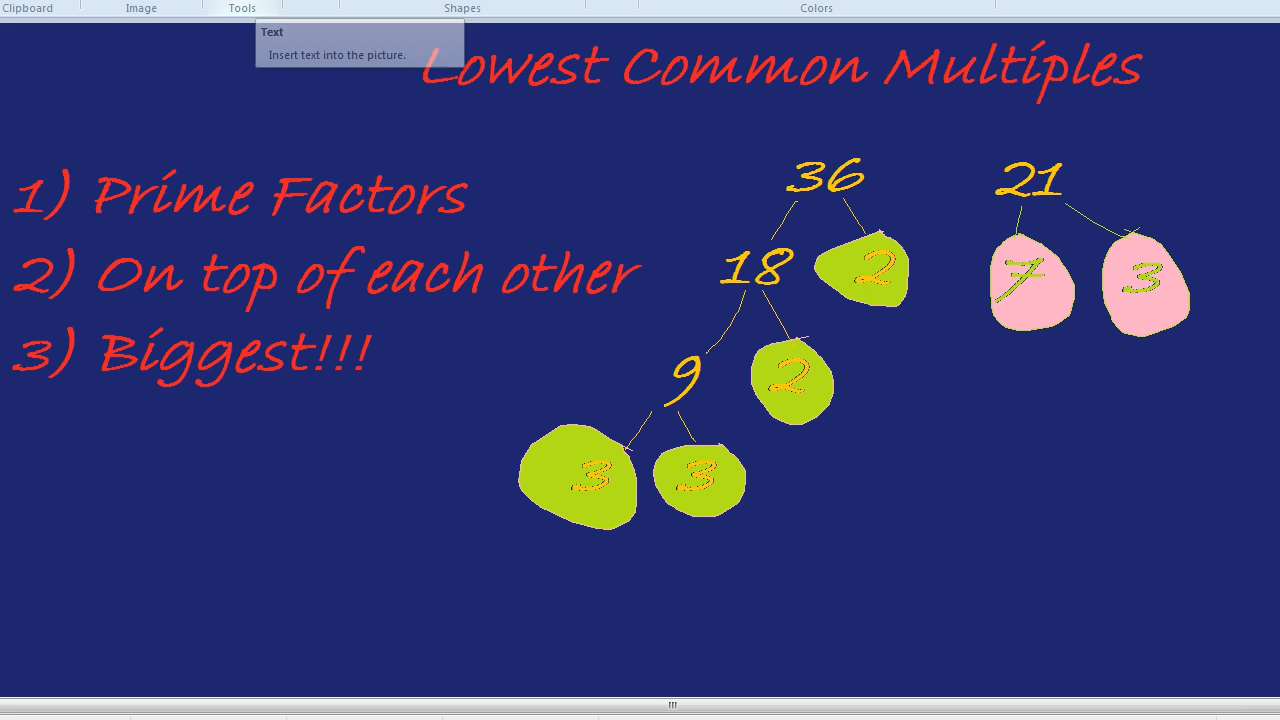 Clipboard Image Tools Shapes Colors
Text
Insert text into the picture.
Lowest Common Multiples
1) Prime Factors
2) On top of each other
3) Biggest!!!
36 21
18 2 7 3
9 2
3 3